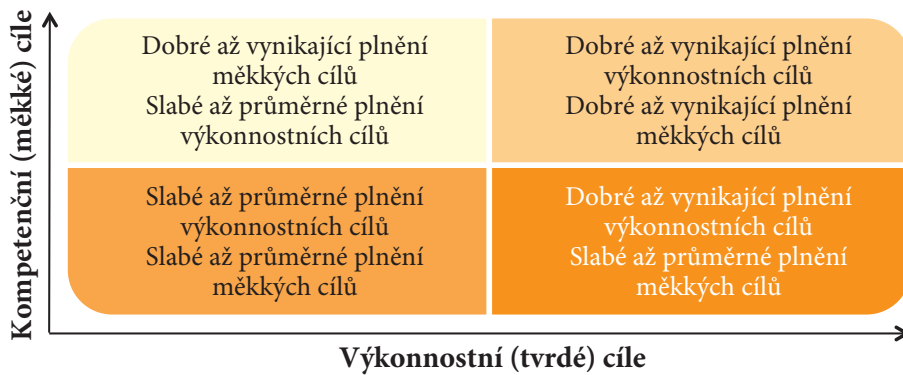 Kompetenční (měkké) cíle
Dobré až vynikající plnění
měkkých cílů
Slabé až průměrné plnění
výkonnostních cílů
Dobré až vynikající plnění
výkonnostních cílů
Dobré až vynikající plnění
měkkých cílů
Slabé až průměrné plnění
výkonnostních cílů
Slabé až průměrné plnění
měkkých cílů
Dobré až vynikající plnění
výkonnostních cílů
Slabé až průměrné plnění
měkkých cílů
Výkonnostní (tvrdé) cíle